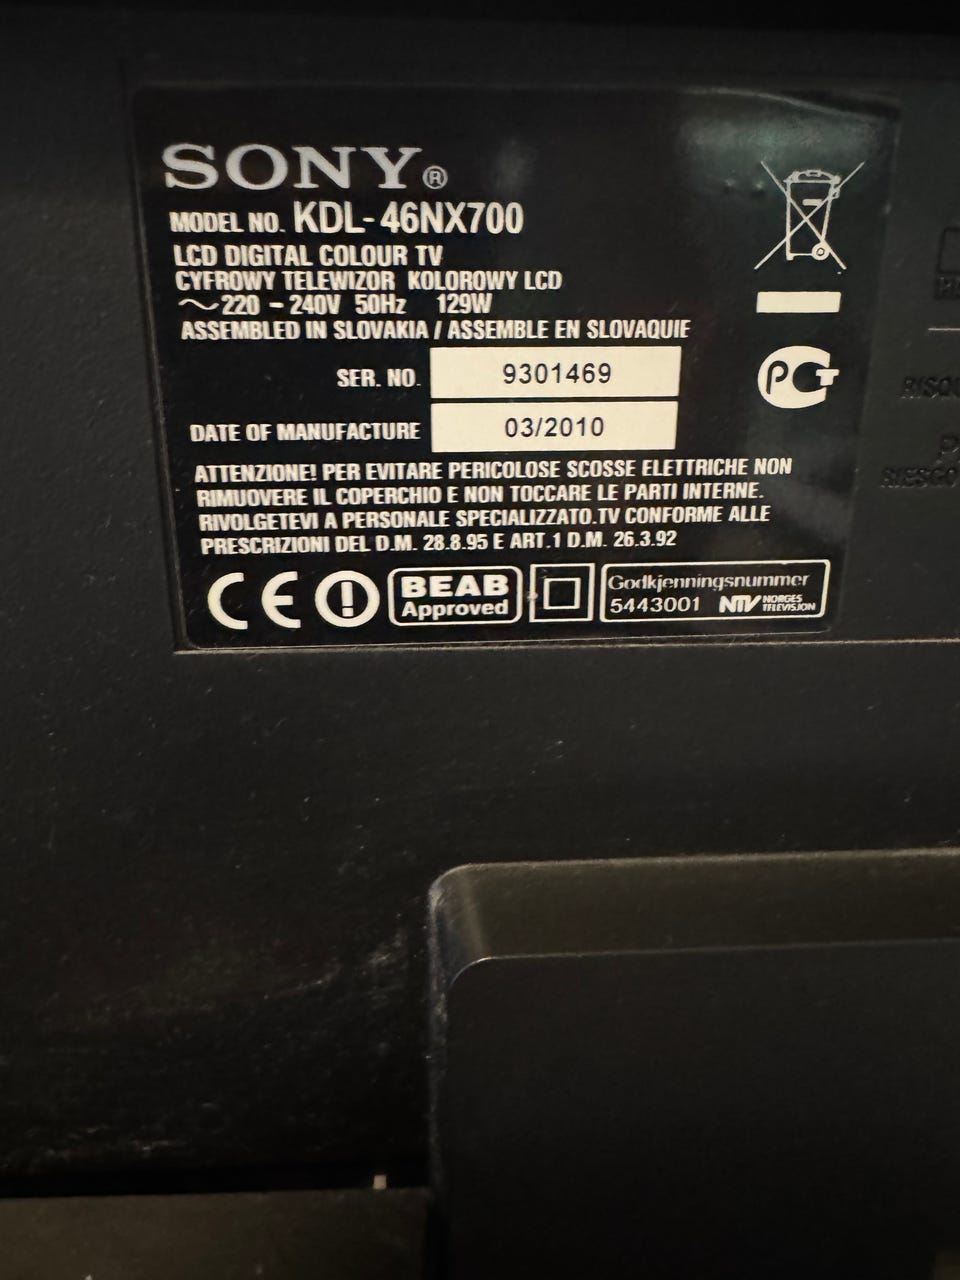 SONY®
MODEL NO. KDL-46NX700
LCD DIGITAL COLOUR TV
CYFROWY TELEWIZOR KOLOROWY LCD
~220 - 240V 50Hz 129W
ASSEMBLED IN SLOVAKIA / ASSEMBLE EN SLOVAQUIE
SER. NO. 9301469
DATE OF MANUFACTURE 03/2010
ATTENZIONE! PER EVITARE PERICOLOSE SCOSSE ELETTRICHE NON
RIMUOVERE IL COPERCHIO E NON TOCCARE LE PARTI INTERNE.
RIVOLGETEVI A PERSONALE SPECIALIZZATO.TV CONFORME ALLE
PRESCRIZIONI DEL D.M. 28.8.95 E ART.1 D.M. 26.3.92
CE
BEAB
Approved
Godkjenningsnummer
5443001 NTV NORGES
TELEVISJON
PCT